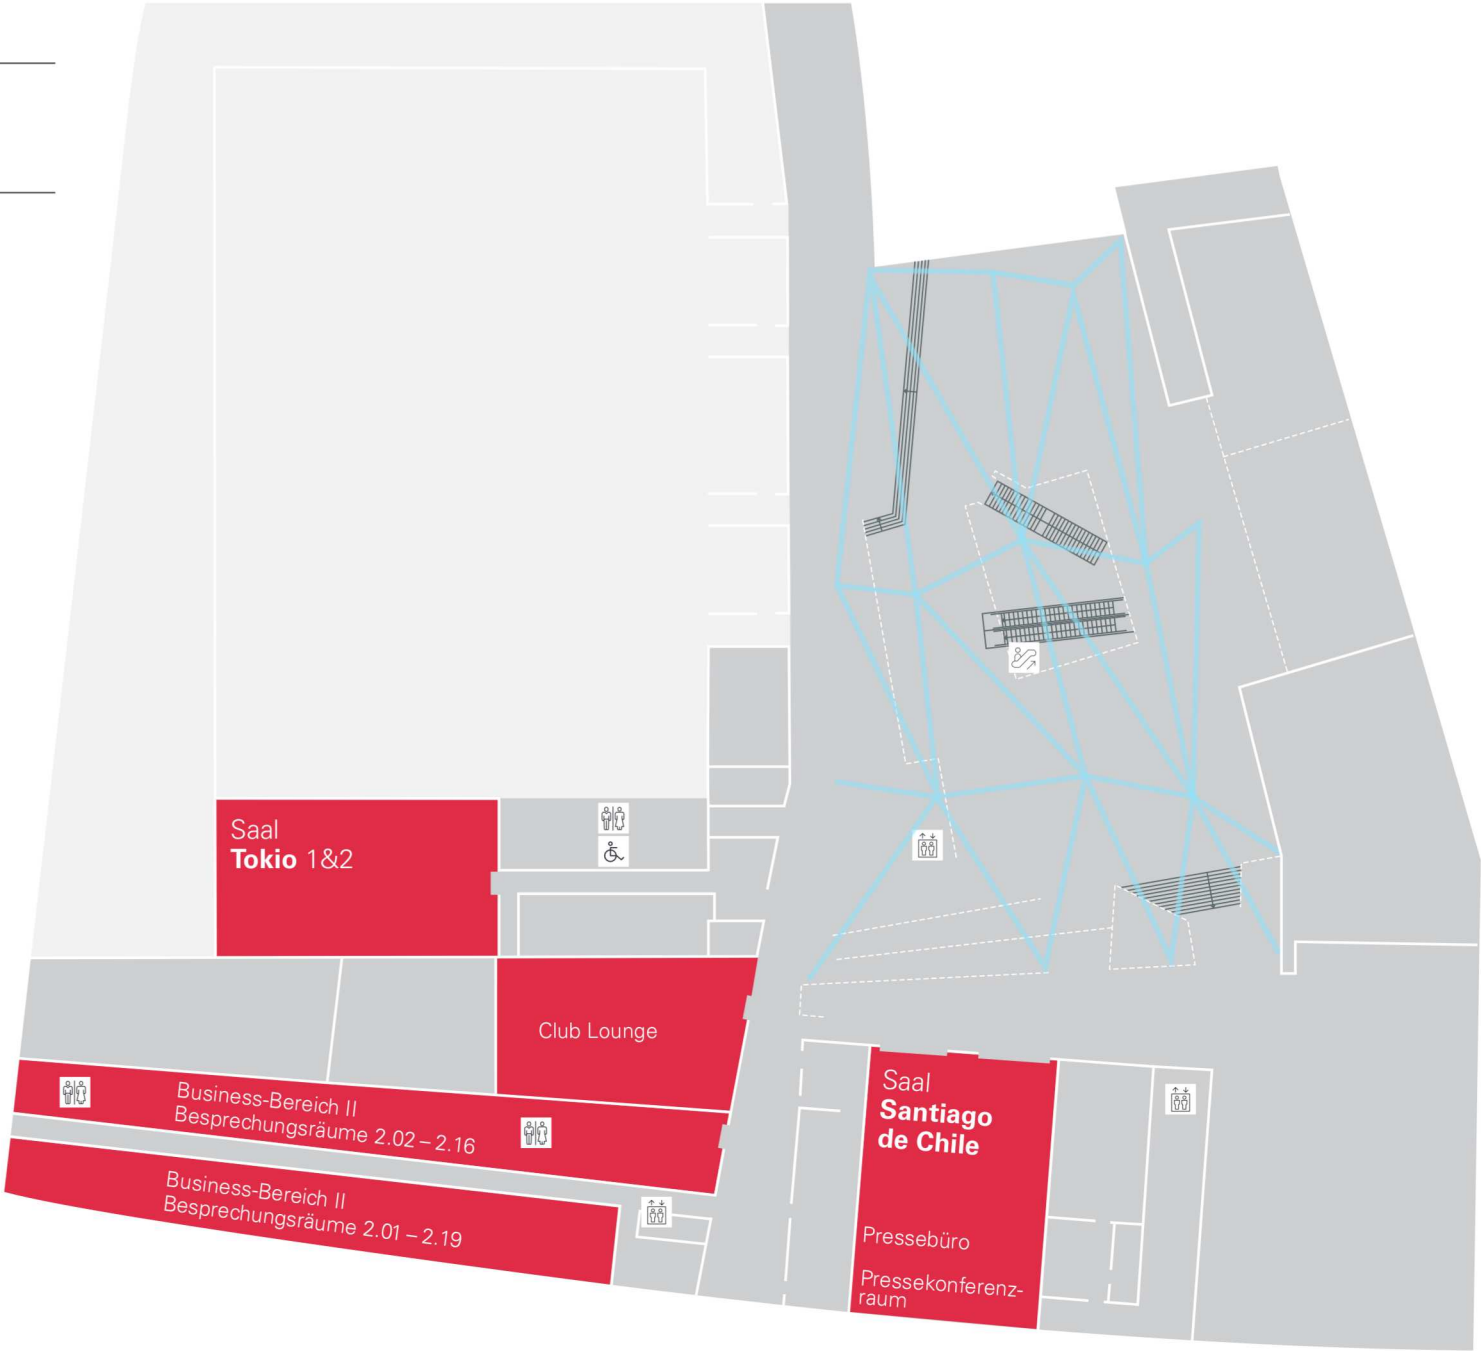 Saal
Tokio 1&2
Club Lounge
Business-Bereich II
Besprechungsräume 2.02 – 2.16
Business-Bereich II
Besprechungsräume 2.01 – 2.19
Saal
Santiago
de Chile
Pressebüro
Pressekonferenz-
raum